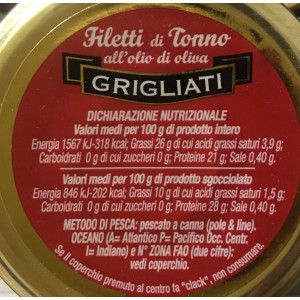 Filetti di Tonno
all'olio di oliva
GRIGLIATI
DICHIARAZIONE NUTRIZIONALE
Valori medi per 100 g di prodotto intero
Energia 1567 kJ-318 kcal; Grassi 26 g di cui acidi grassi saturi 3,9 g;
Carboidrati 0 g di cui zuccheri 0 g; Proteine 21 g; Sale 0,40 g.
Valori medi per 100 g di prodotto sgocciolato
Energia 846 kJ-202 kcal; Grassi 10 g di cui acidi grassi saturi 1,5 g;
Carboidrati 0 g di cui zuccheri 0 g; Proteine 28 g; Sale 0,40 g.
METODO DI PESCA: pescato a canna (pole & line).
OCEANO (A= Atlantico P= Pacifico Occ. Centr.
I= Indiano) e N° ZONA FAO (due cifre):
vedi coperchio.
Se il coperchio premuto al centro fa "clack", non consumare.